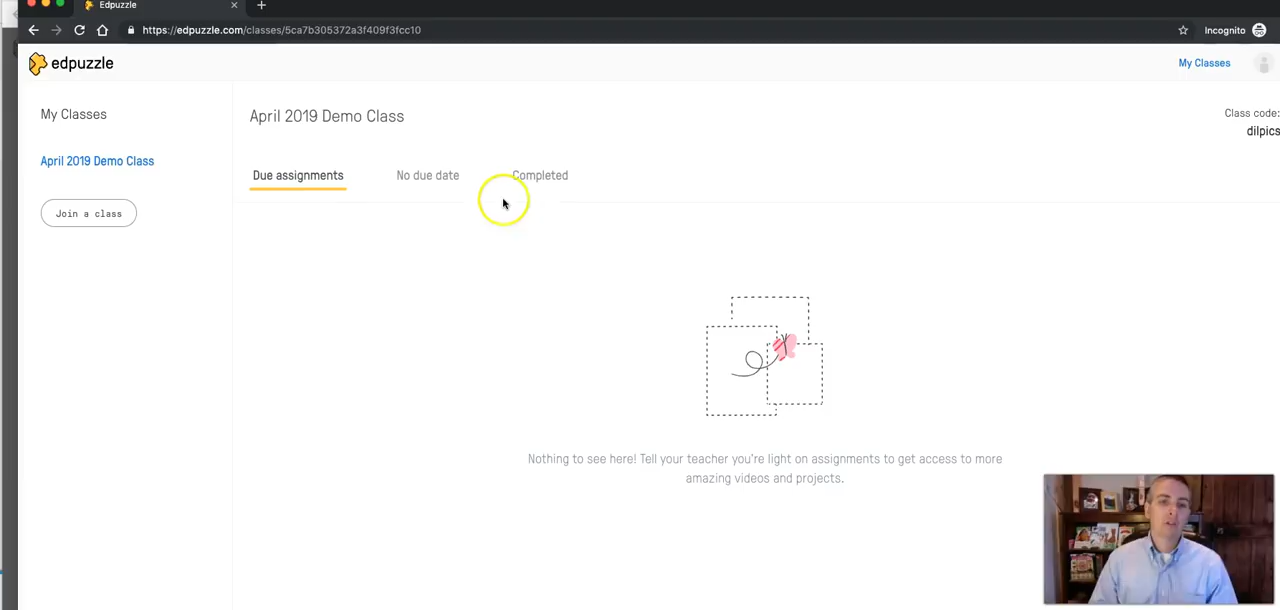 Edpuzzle
https://edpuzzle.com/classes/5ca7b305372a3f409f3fcc10
Incognito
edpuzzle
My Classes
My Classes
April 2019 Demo Class
Class code:
dilpics
April 2019 Demo Class
Join a class
Due assignments
No due date
Completed
Nothing to see here! Tell your teacher you're light on assignments to get access to more
amazing videos and projects.